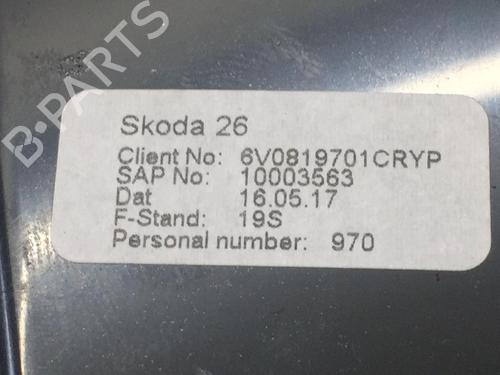 B-PARTS
Skoda 26
Client No: 6V0819701CRYP
SAP No: 10003563
Dat 16.05.17
F-Stand: 19S
Personal number: 970